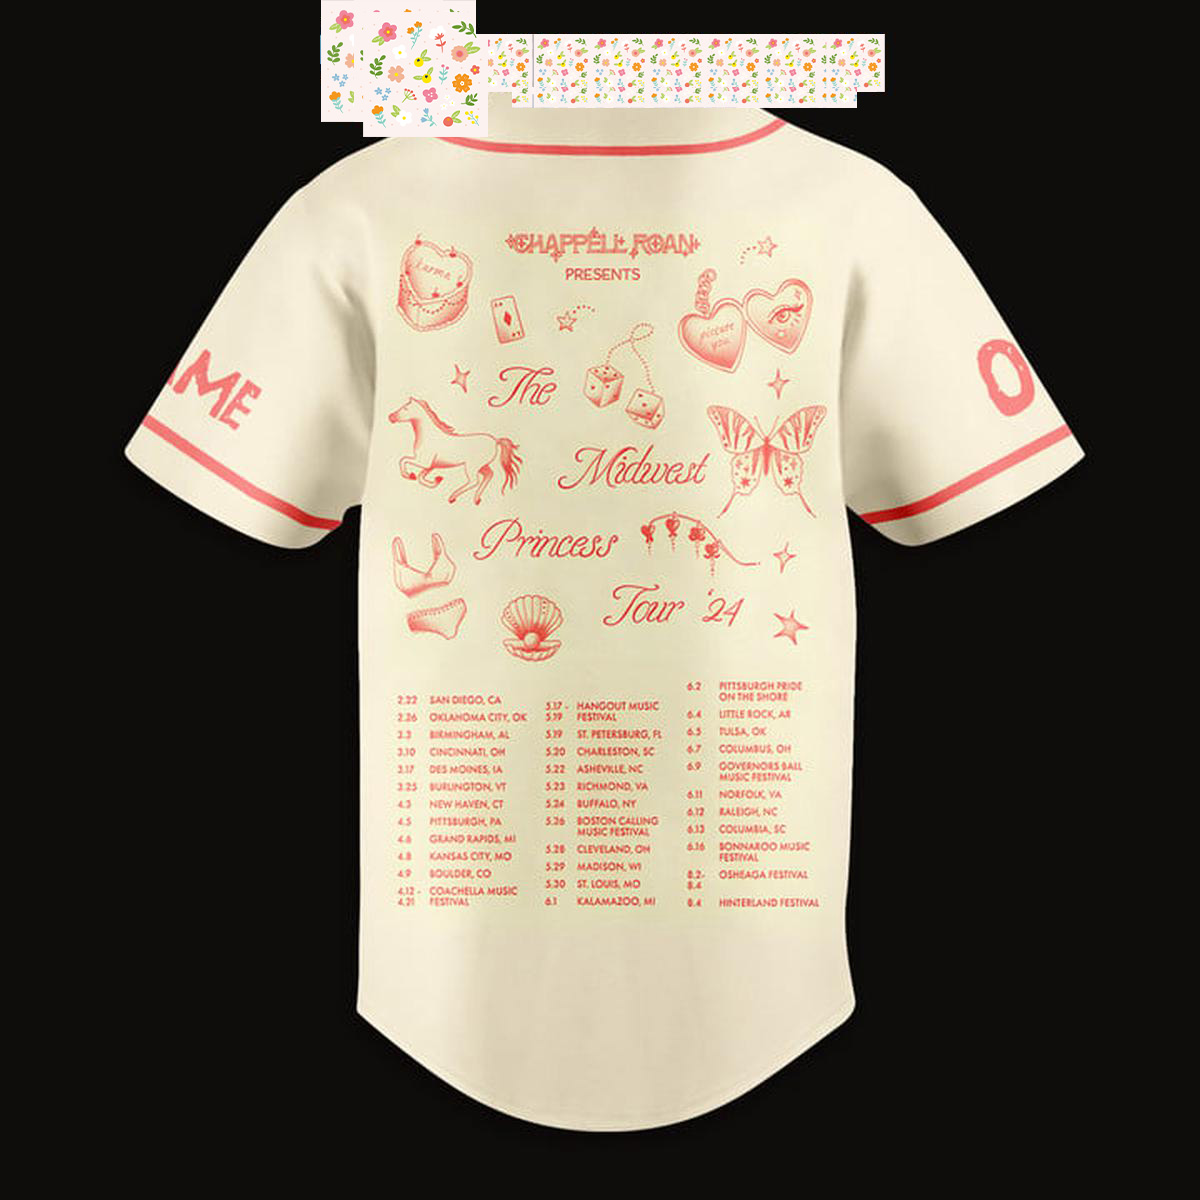 CHAPPELL ROAN
PRESENTS
karma
picture
you
The
Midwest
Princess
Tour '24
AME
O
2.22 SAN DIEGO, CA
2.26 OKLAHOMA CITY, OK
3.3 BIRMINGHAM, AL
3.10 CINCINNATI, OH
3.17 DES MOINES, IA
3.25 BURLINGTON, VT
4.3 NEW HAVEN, CT
4.5 PITTSBURGH, PA
4.6 GRAND RAPIDS, MI
4.8 KANSAS CITY, MO
4.9 BOULDER, CO
4.12 - COACHELLA MUSIC
4.21 FESTIVAL
5.17 - HANGOUT MUSIC
5.19 FESTIVAL
5.19 ST. PETERSBURG, FL
5.20 CHARLESTON, SC
5.22 ASHEVILLE, NC
5.23 RICHMOND, VA
5.24 BUFFALO, NY
5.26 BOSTON CALLING
MUSIC FESTIVAL
5.28 CLEVELAND, OH
5.29 MADISON, WI
5.30 ST. LOUIS, MO
6.1 KALAMAZOO, MI
6.2 PITTSBURGH PRIDE
ON THE SHORE
6.4 LITTLE ROCK, AR
6.5 TULSA, OK
6.7 COLUMBUS, OH
6.9 GOVERNORS BALL
MUSIC FESTIVAL
6.11 NORFOLK, VA
6.12 RALEIGH, NC
6.13 COLUMBIA, SC
6.16 BONNAROO MUSIC
FESTIVAL
8.2- OSHEAGA FESTIVAL
8.4
8.4 HINTERLAND FESTIVAL